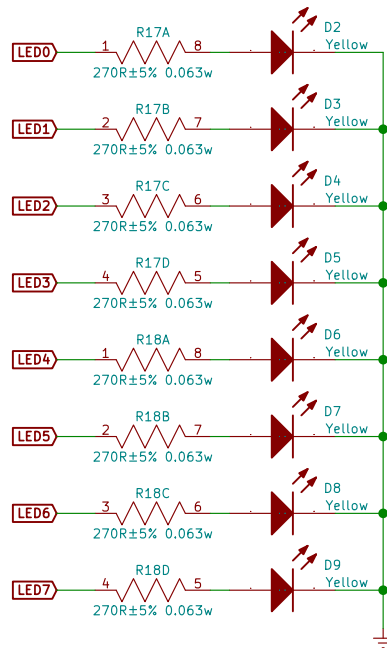 R17A
D2
LED0 1 8 Yellow
270R±5% 0.063w
R17B
D3
LED1 2 7 Yellow
270R±5% 0.063w
R17C
D4
LED2 3 6 Yellow
270R±5% 0.063w
R17D
D5
LED3 4 5 Yellow
270R±5% 0.063w
R18A
D6
LED4 1 8 Yellow
270R±5% 0.063w
R18B
D7
LED5 2 7 Yellow
270R±5% 0.063w
R18C
D8
LED6 3 6 Yellow
270R±5% 0.063w
R18D
D9
LED7 4 5 Yellow
270R±5% 0.063w